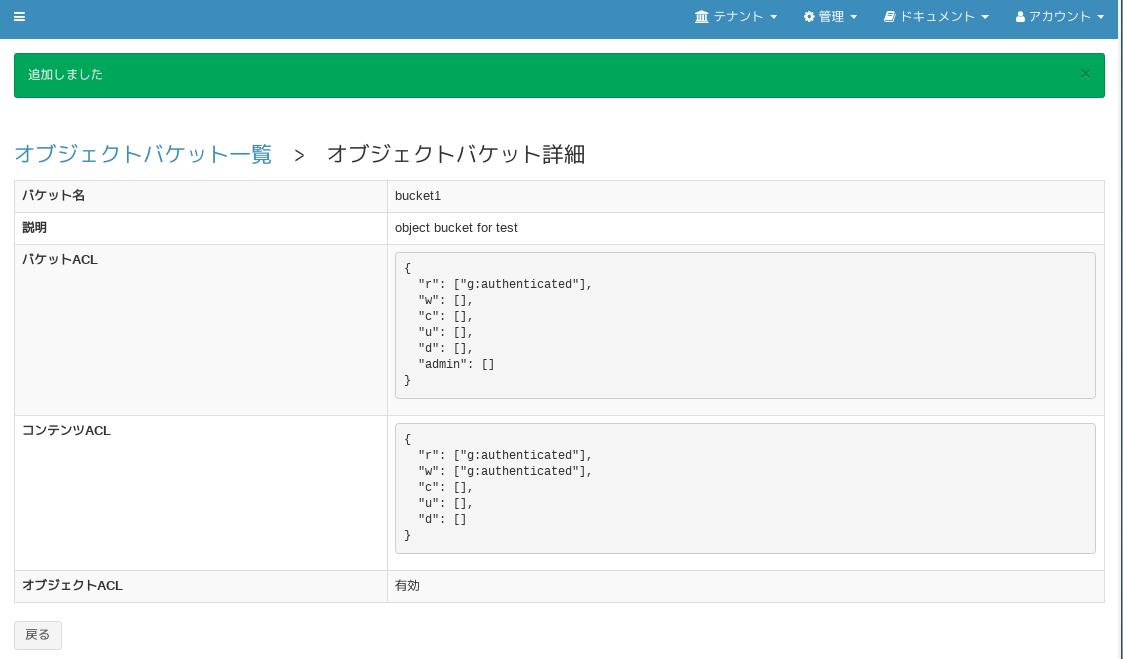 テナント 管理 ドキュメント アカウント
追加しました ×
オブジェクトバケット一覧 > オブジェクトバケット詳細
バケット名 bucket1
説明 object bucket for test
バケットACL
{
  "r": ["g:authenticated"],
  "w": [],
  "c": [],
  "u": [],
  "d": [],
  "admin": []
}
コンテンツACL
{
  "r": ["g:authenticated"],
  "w": ["g:authenticated"],
  "c": [],
  "u": [],
  "d": []
}
オブジェクトACL 有効
戻る